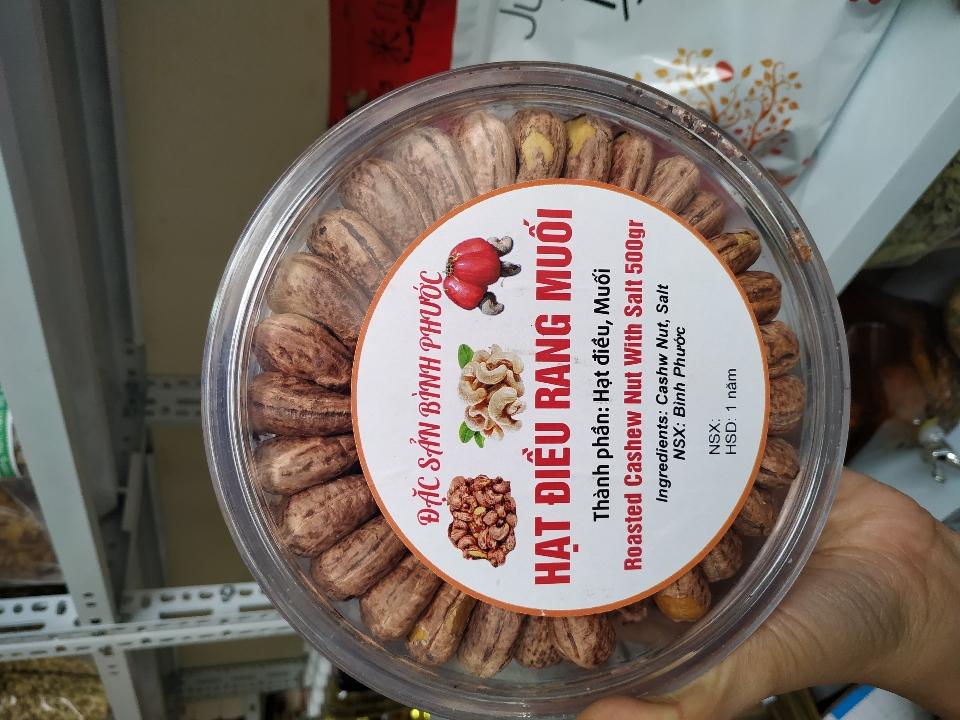 ĐẶC SẢN BÌNH PHƯỚC
HẠT ĐIỀU RANG MUỐI
Thành phần: Hạt điều, Muối
Roasted Cashew Nut With Salt 500gr
Ingredients: Cashw Nut, Salt
NSX: Bình Phước
NSX:
HSD: 1 năm